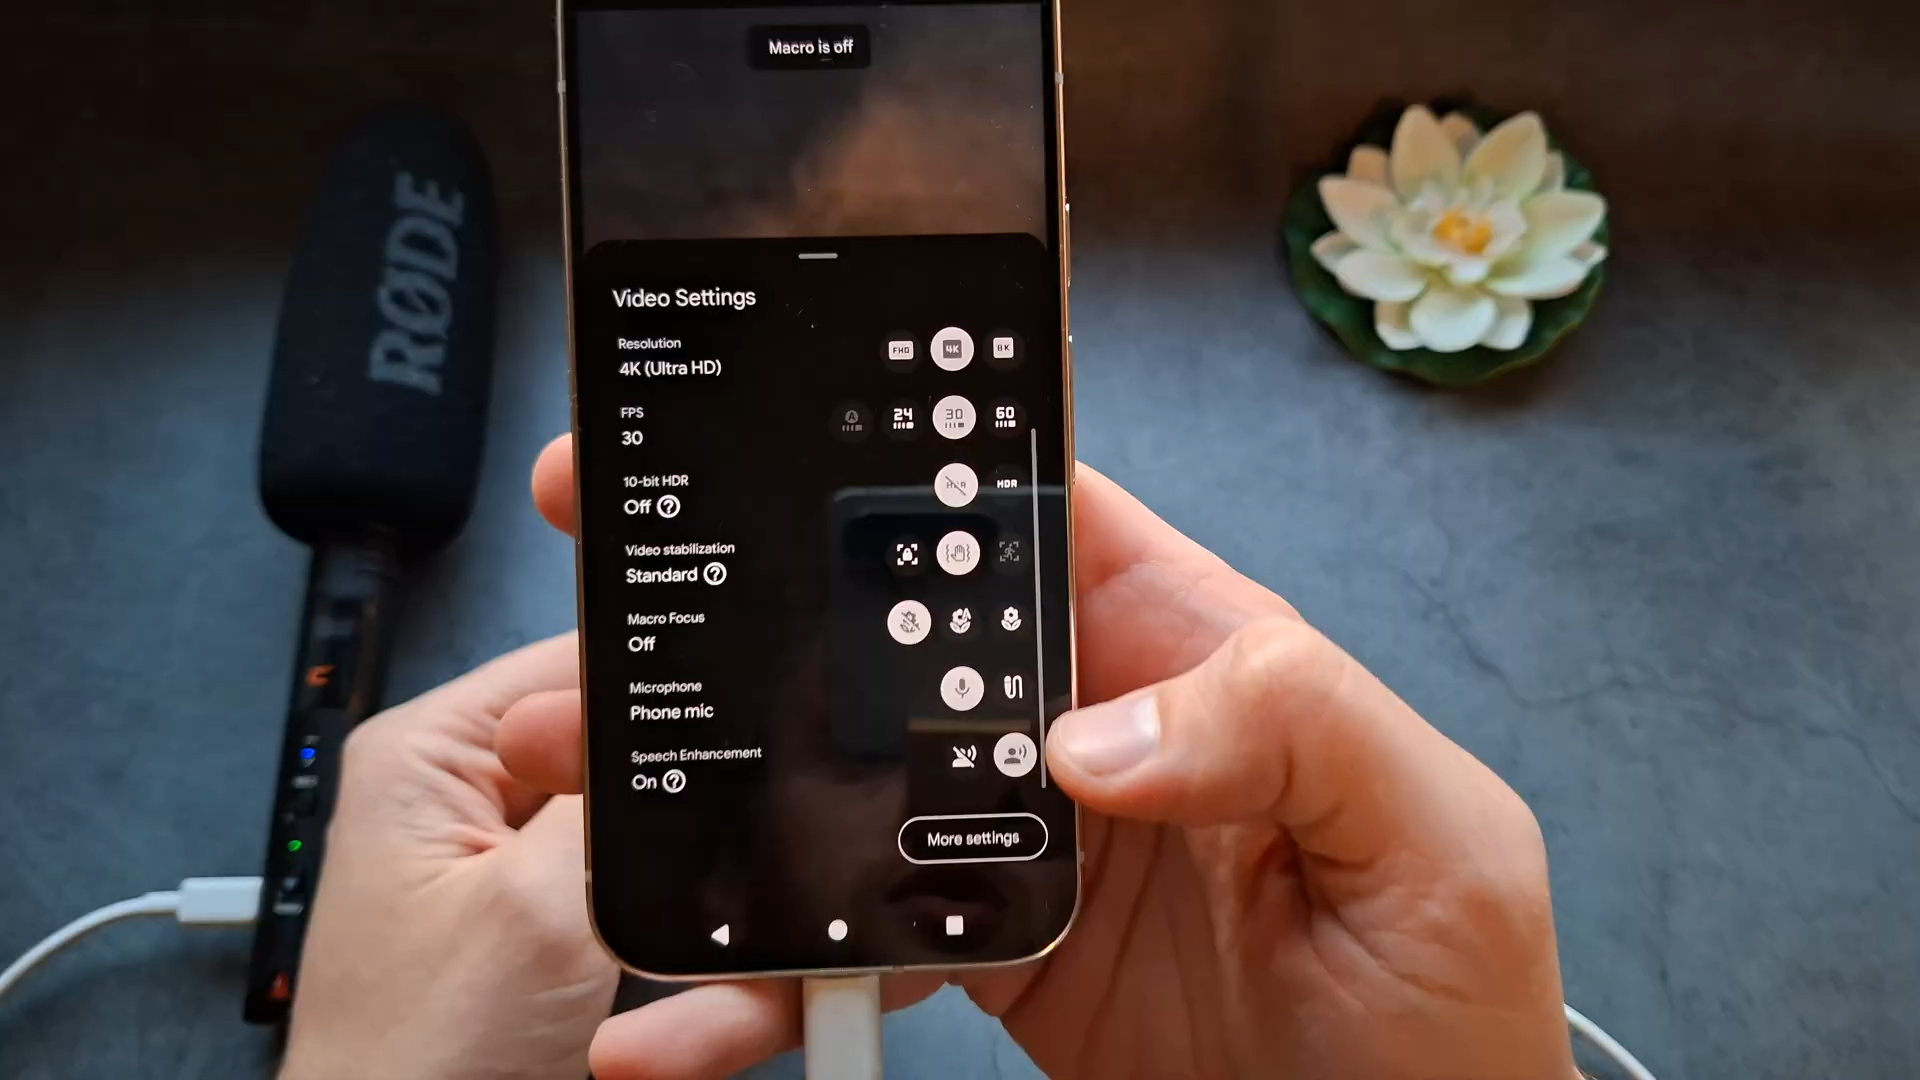 Macro is off
RØDE
Video Settings
Resolution
4K (Ultra HD)
FHD 4K 8K
FPS
30
A 24 30 60
10-bit HDR
Off ?
HDR HDR
Video stabilization
Standard ?
Macro Focus
Off
A
Microphone
Phone mic
Speech Enhancement
On ?
More settings